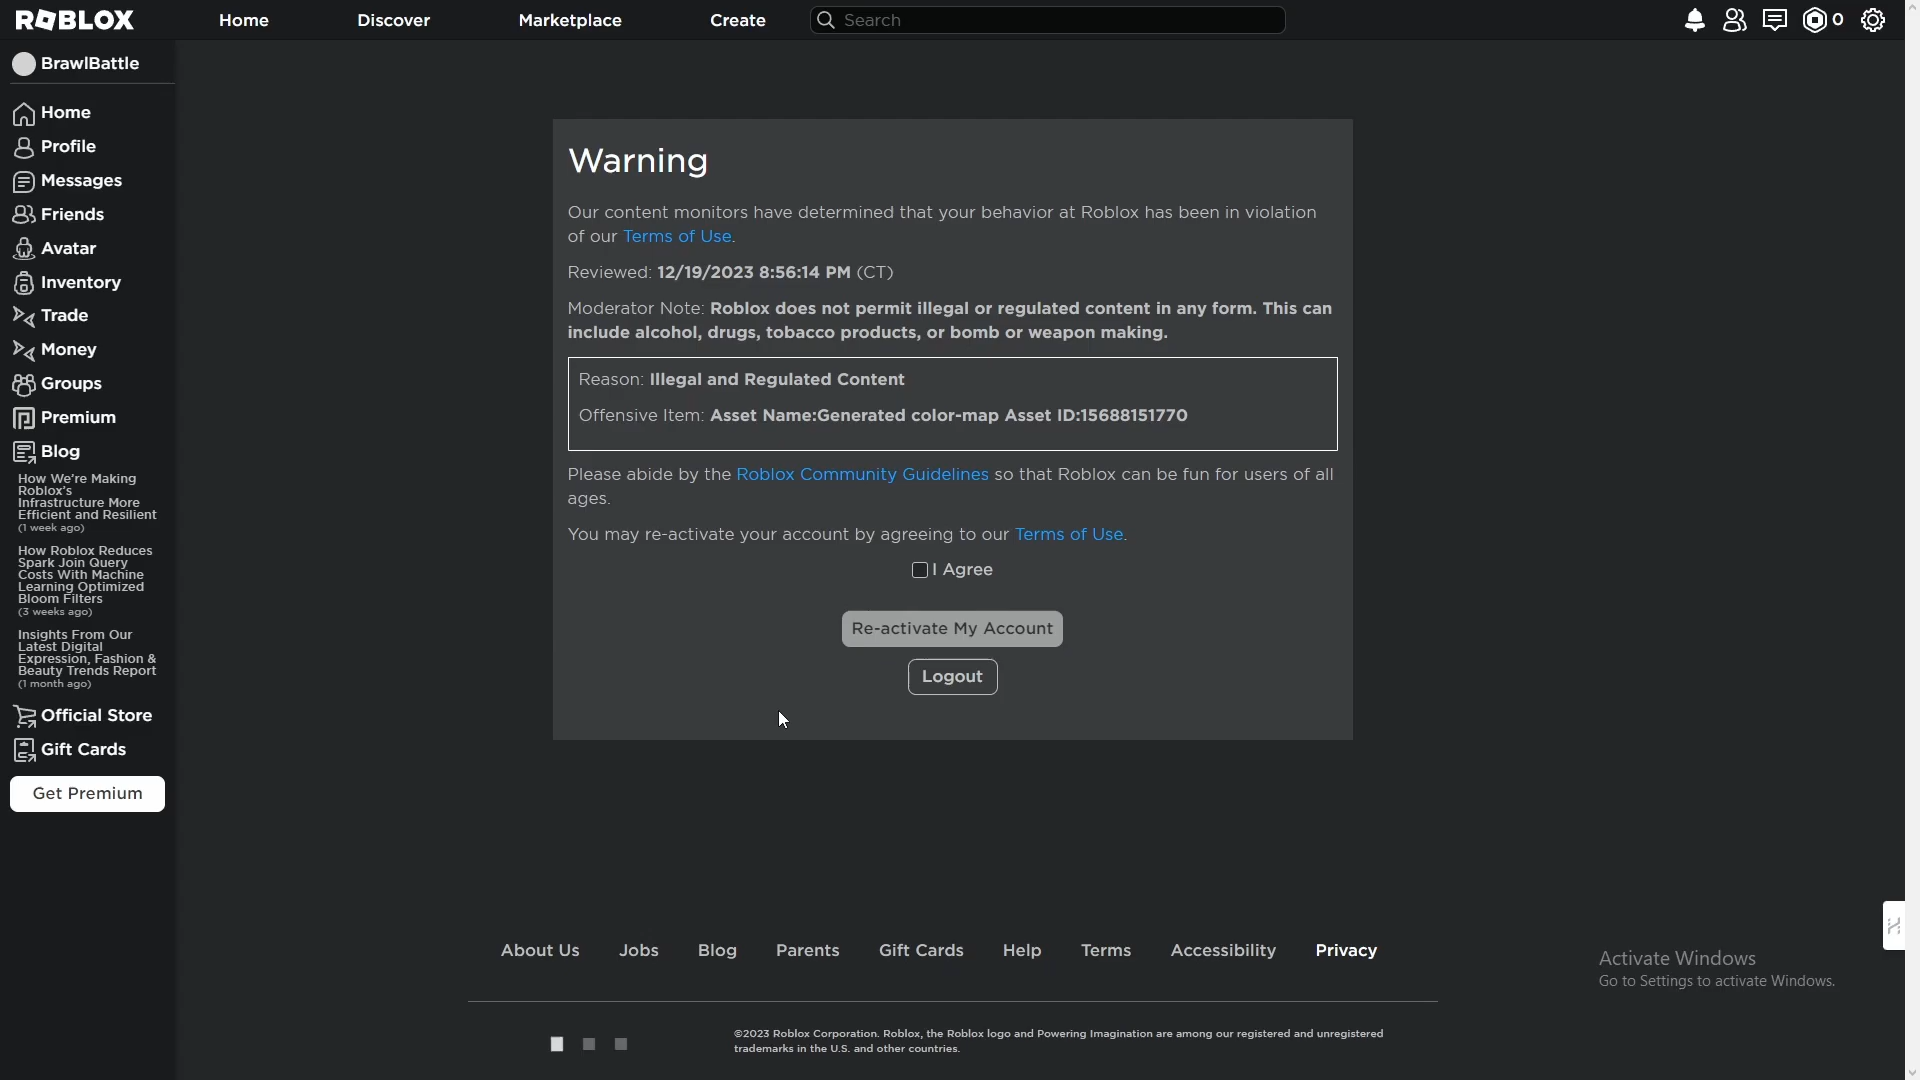 ROBLOX
Home
Discover
Marketplace
Create
Search
0
BrawlBattle
Home
Profile
Messages
Friends
Avatar
Inventory
Trade
Money
Groups
Premium
Blog
How We're Making
Roblox's
Infrastructure More
Efficient and Resilient
(1 week ago)
How Roblox Reduces
Spark Join Query
Costs With Machine
Learning Optimized
Bloom Filters
(3 weeks ago)
Insights From Our
Latest Digital
Expression, Fashion &
Beauty Trends Report
(1 month ago)
Official Store
Gift Cards
Get Premium
Warning
Our content monitors have determined that your behavior at Roblox has been in violation
of our Terms of Use.
Reviewed: 12/19/2023 8:56:14 PM (CT)
Moderator Note: Roblox does not permit illegal or regulated content in any form. This can
include alcohol, drugs, tobacco products, or bomb or weapon making.
Reason: Illegal and Regulated Content
Offensive Item: Asset Name:Generated color-map Asset ID:15688151770
Please abide by the Roblox Community Guidelines so that Roblox can be fun for users of all
ages.
You may re-activate your account by agreeing to our Terms of Use.
I Agree
Re-activate My Account
Logout
About Us
Jobs
Blog
Parents
Gift Cards
Help
Terms
Accessibility
Privacy
Activate Windows
Go to Settings to activate Windows.
©2023 Roblox Corporation. Roblox, the Roblox logo and Powering Imagination are among our registered and unregistered
trademarks in the U.S. and other countries.